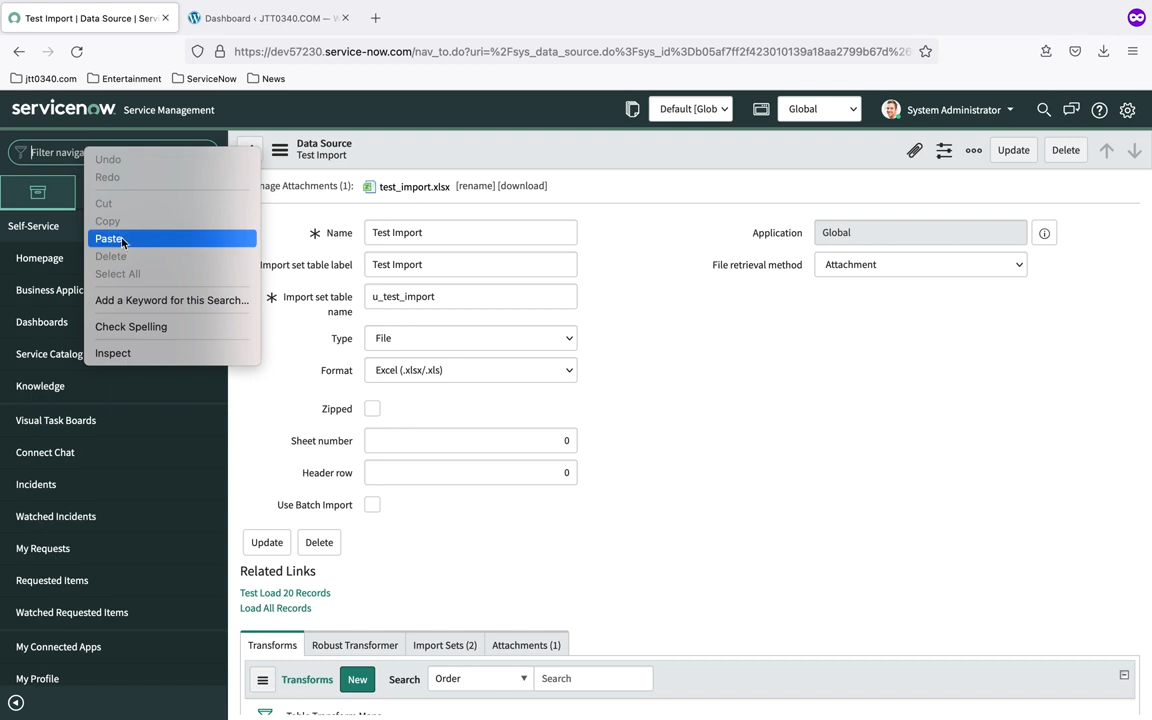 Test Import | Data Source | Serv
Dashboard ‹ JTT0340.COM — W
https://dev57230.service-now.com/nav_to.do?uri=%2Fsys_data_source.do%3Fsys_id%3Db05af7ff2f423010139a18aa2799b67d%26
jtt0340.com Entertainment ServiceNow News
servicenow Service Management
Default [Glob
Global
System Administrator
Filter naviga
Undo
Redo
Cut
Copy
Paste
Delete
Select All
Add a Keyword for this Search...
Check Spelling
Inspect
Self-Service
Homepage
Business Applic
Dashboards
Service Catalog
Knowledge
Visual Task Boards
Connect Chat
Incidents
Watched Incidents
My Requests
Requested Items
Watched Requested Items
My Connected Apps
My Profile
Data Source
Test Import
Update Delete
nage Attachments (1): test_import.xlsx [rename] [download]
Name Test Import
Import set table label Test Import
Import set table name u_test_import
Type File
Format Excel (.xlsx/.xls)
Zipped
Sheet number 0
Header row 0
Use Batch Import
Application Global
File retrieval method Attachment
Update Delete
Related Links
Test Load 20 Records
Load All Records
Transforms Robust Transformer Import Sets (2) Attachments (1)
Transforms New Search Order Search
Table Transform Maps